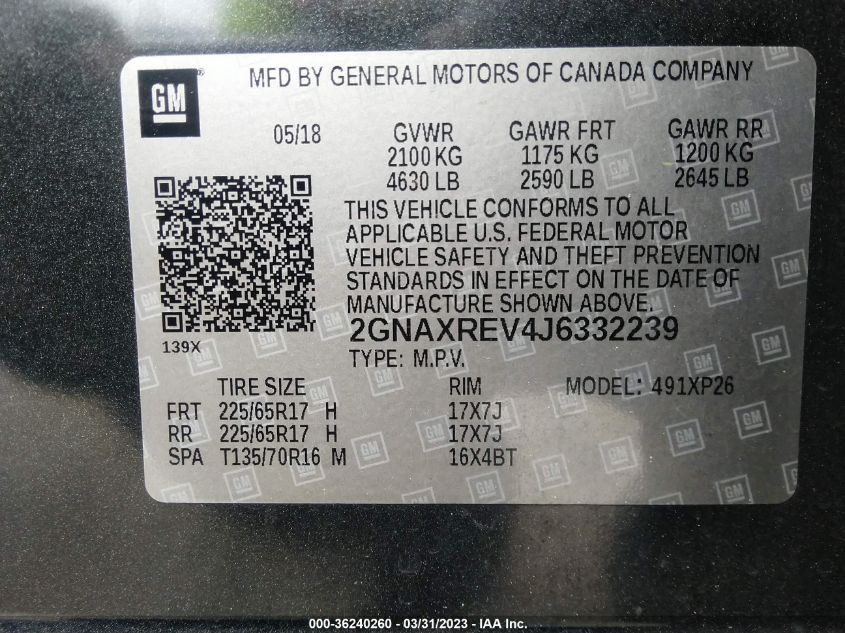 GM
MFD BY GENERAL MOTORS OF CANADA COMPANY
05/18 GVWR GAWR FRT GAWR RR
2100 KG 1175 KG 1200 KG
4630 LB 2590 LB 2645 LB
THIS VEHICLE CONFORMS TO ALL
APPLICABLE U.S. FEDERAL MOTOR
VEHICLE SAFETY AND THEFT PREVENTION
STANDARDS IN EFFECT ON THE DATE OF
MANUFACTURE SHOWN ABOVE.
2GNAXREV4J6332239
139X
TYPE: M.P.V.
TIRE SIZE RIM MODEL: 491XP26
FRT 225/65R17 H 17X7J
RR 225/65R17 H 17X7J
SPA T135/70R16 M 16X4BT
000-36240260 - 03/31/2023 - IAA Inc.